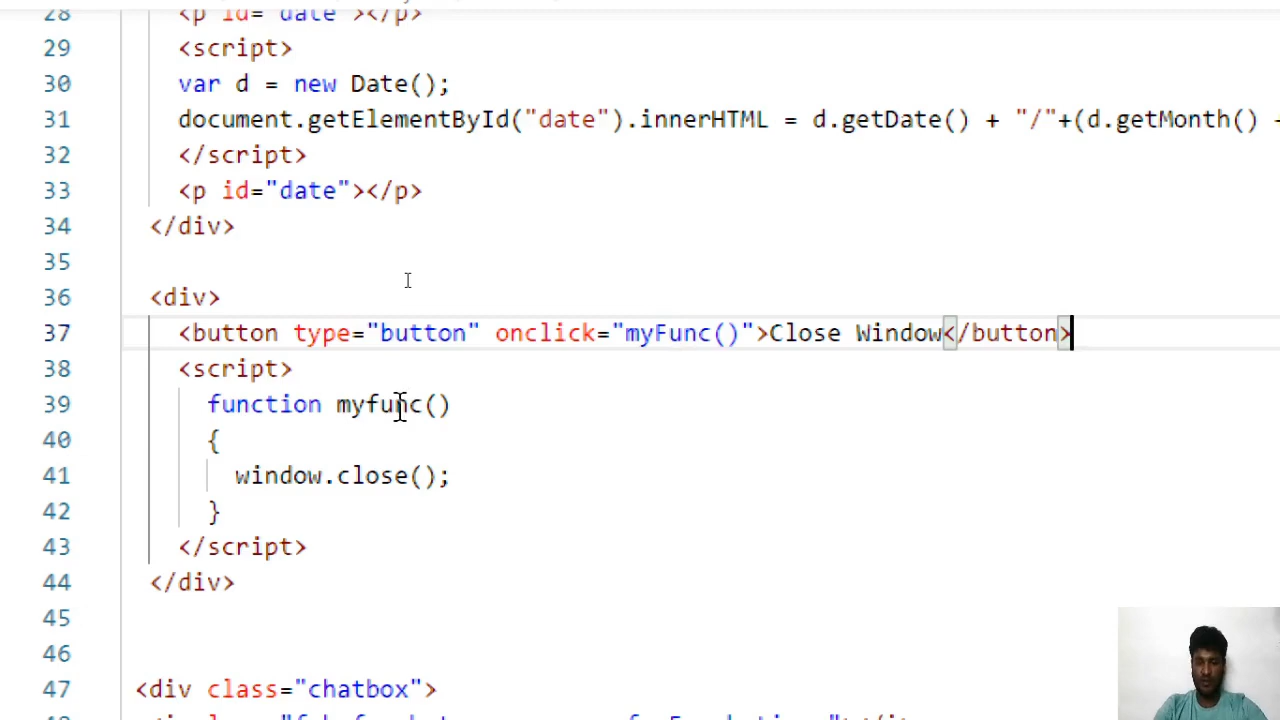 28 <p id="date"></p>
29 <script>
30 var d = new Date();
31 document.getElementById("date").innerHTML = d.getDate() + "/"+(d.getMonth()
32 </script>
33 <p id="date"></p>
34 </div>
35
36 <div>
37 <button type="button" onclick="myFunc()">Close Window</button>
38 <script>
39 function myfunc()
40 {
41 window.close();
42 }
43 </script>
44 </div>
45
46
47 <div class="chatbox">